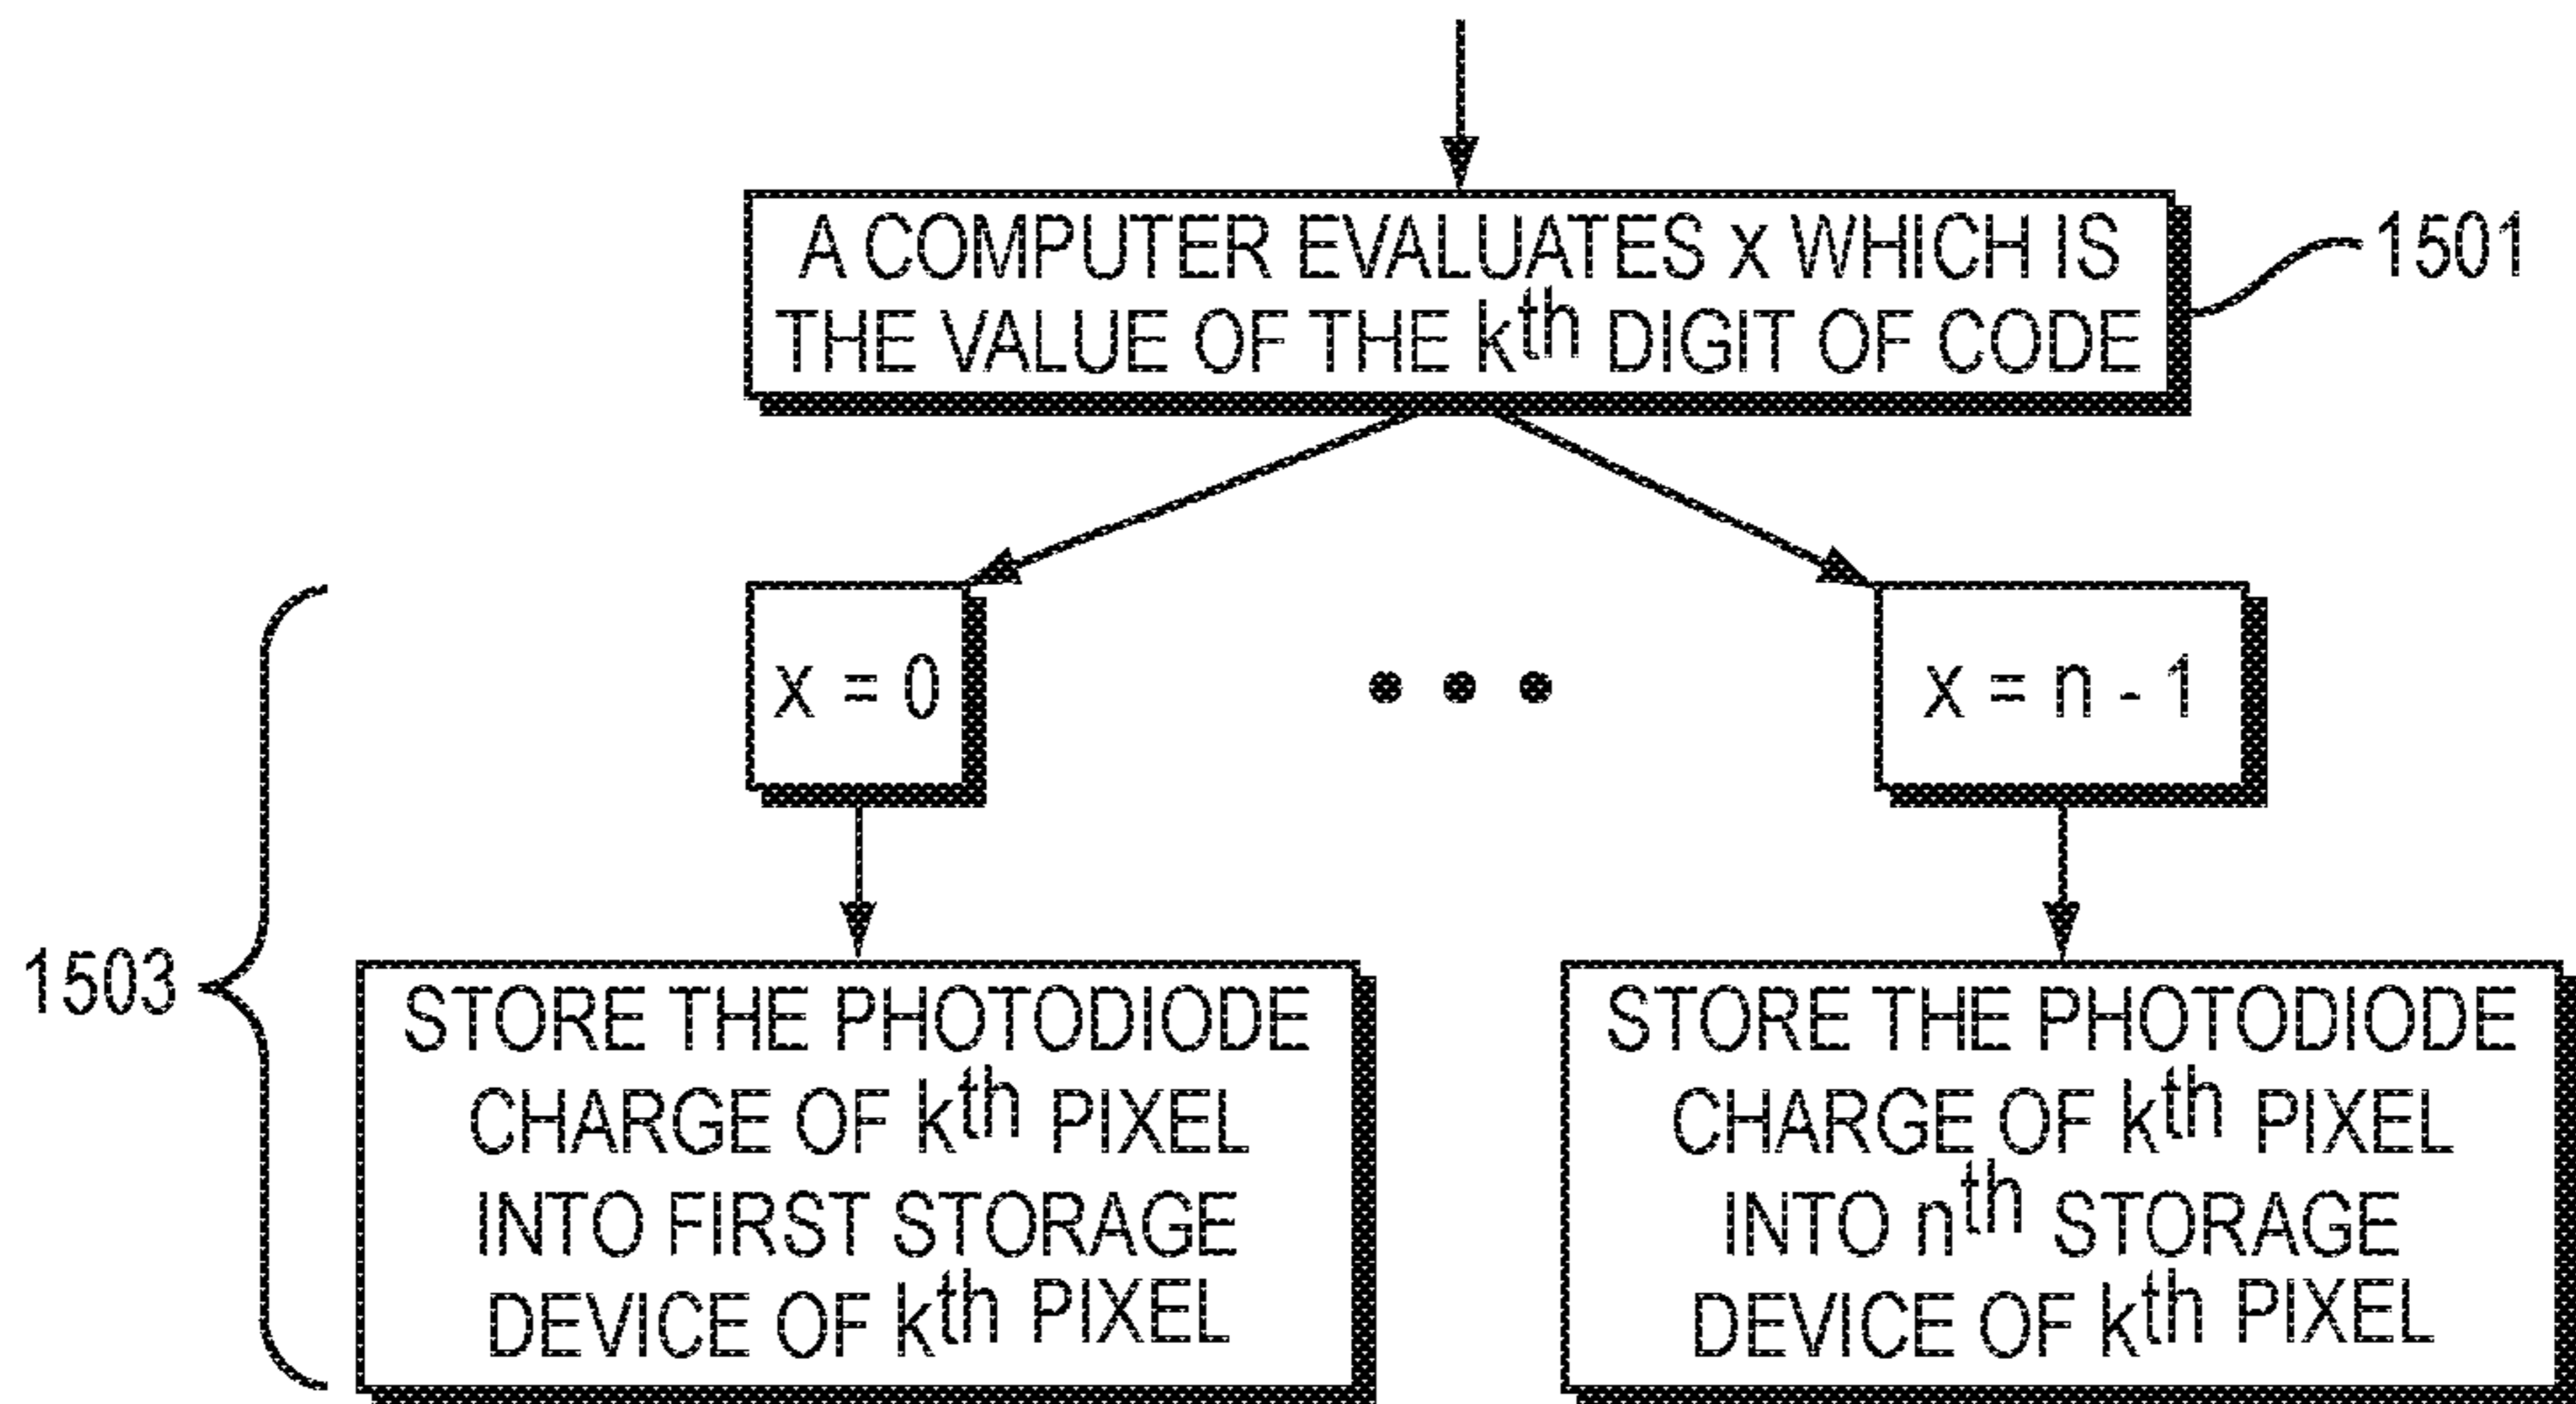 A COMPUTER EVALUATES x WHICH IS
THE VALUE OF THE kth DIGIT OF CODE
1501
x = 0
x = n - 1
1503
STORE THE PHOTODIODE
CHARGE OF kth PIXEL
INTO FIRST STORAGE
DEVICE OF kth PIXEL
STORE THE PHOTODIODE
CHARGE OF kth PIXEL
INTO nth STORAGE
DEVICE OF kth PIXEL